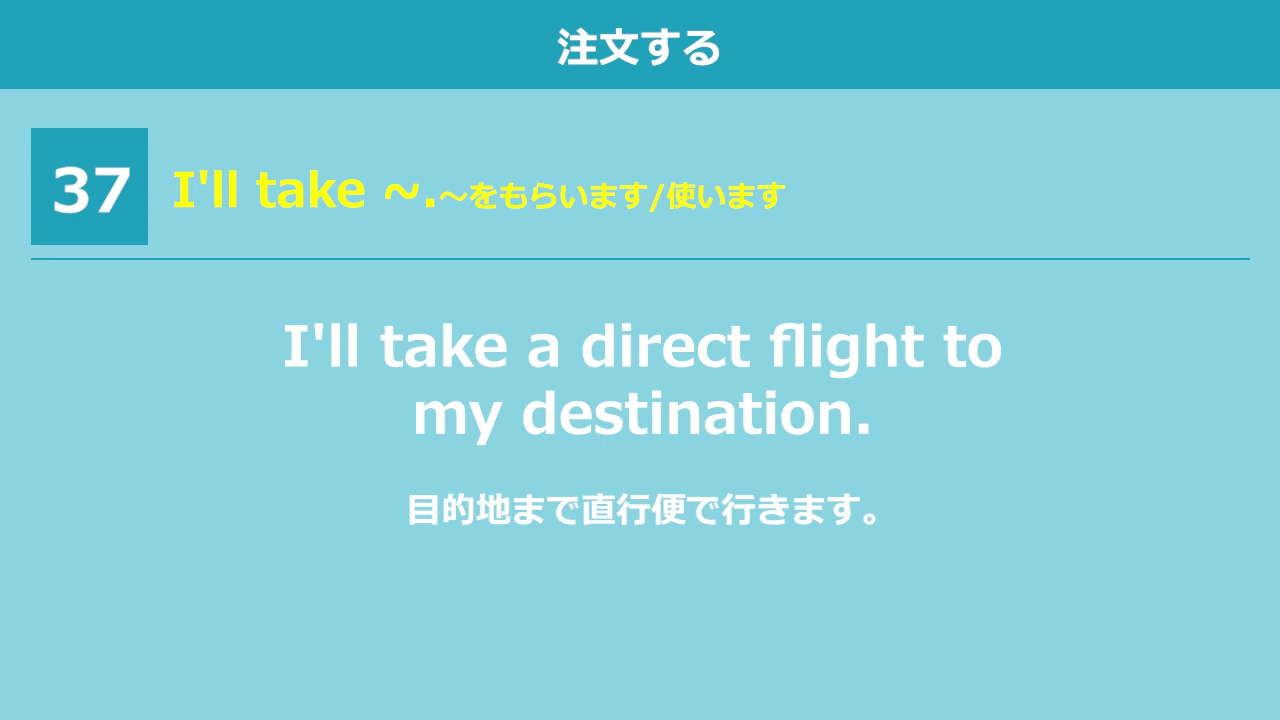 注文する
37
I'll take ~.～をもらいます/使います
I'll take a direct flight to
my destination.
目的地まで直行便で行きます。